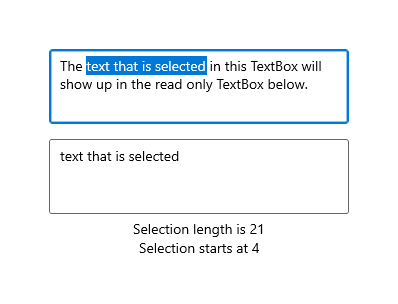 The text that is selected in this TextBox will
show up in the read only TextBox below.
text that is selected
Selection length is 21
Selection starts at 4